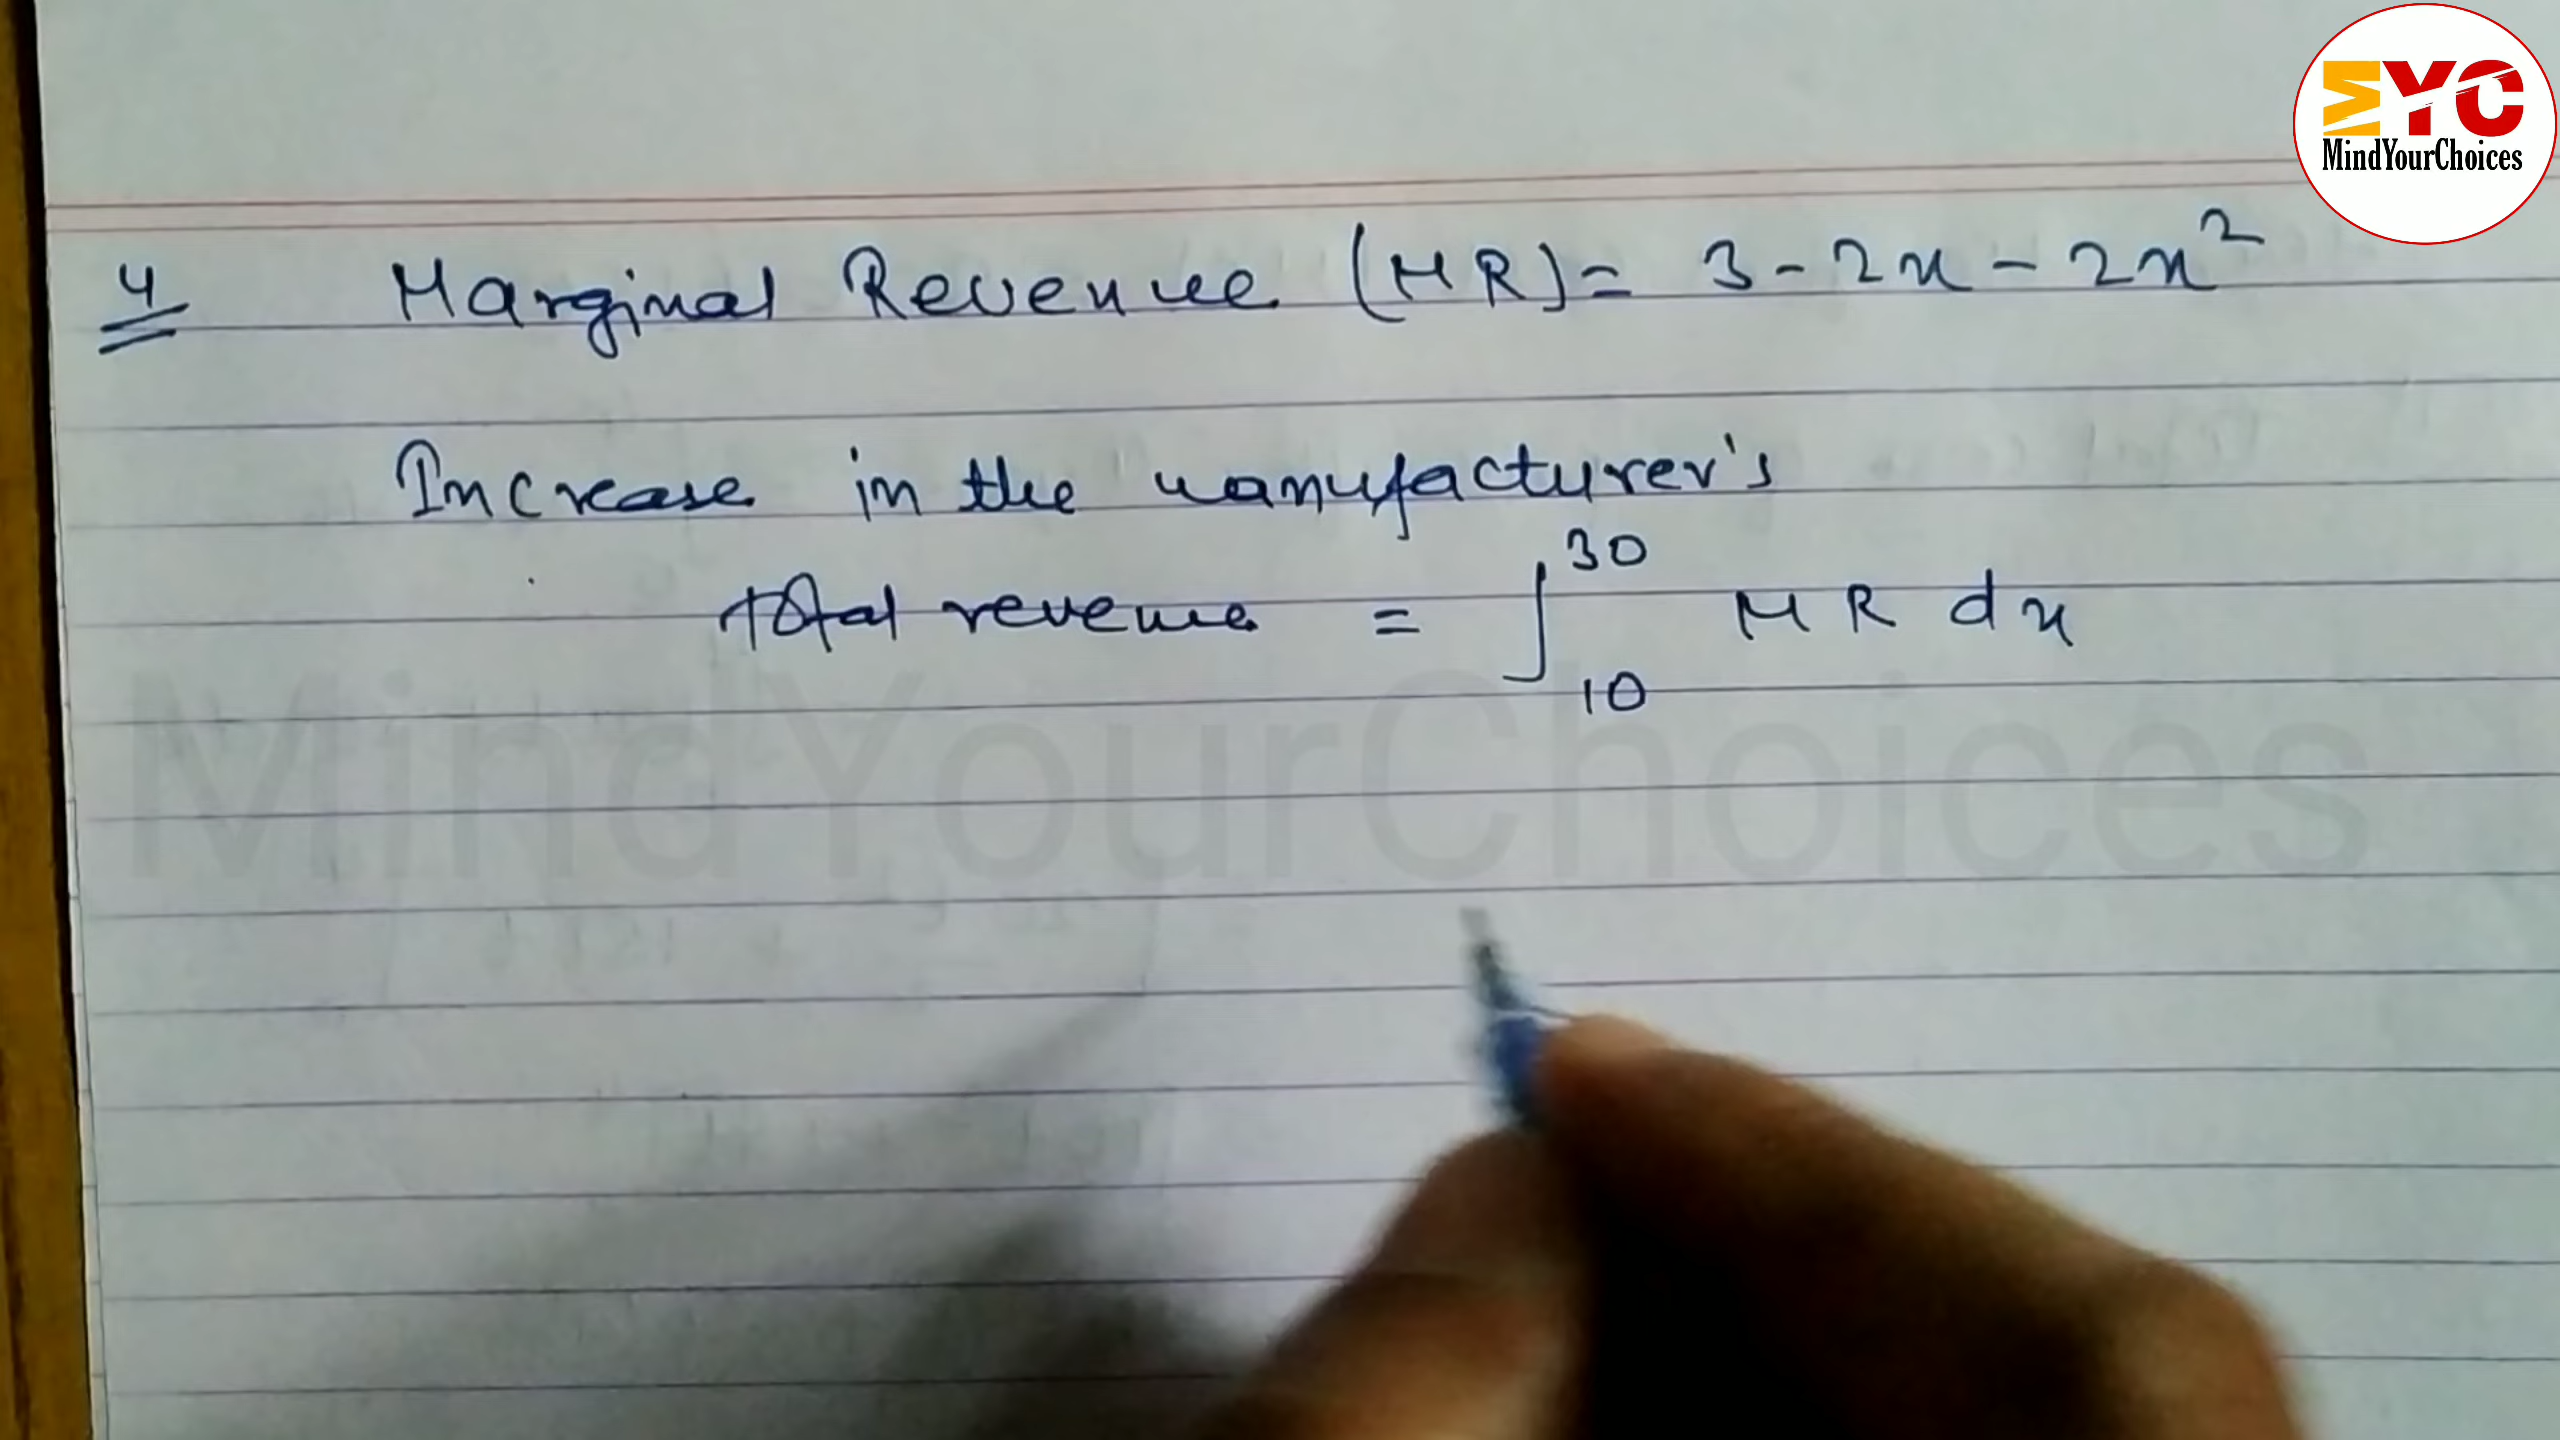 MYC
MindYourChoices
4 Marginal Revenue (MR) = 3 - 2x - 2x²
Increase in the manufacturer's
total revenue = ∫ 30 10 MR dx
MindYourChoices